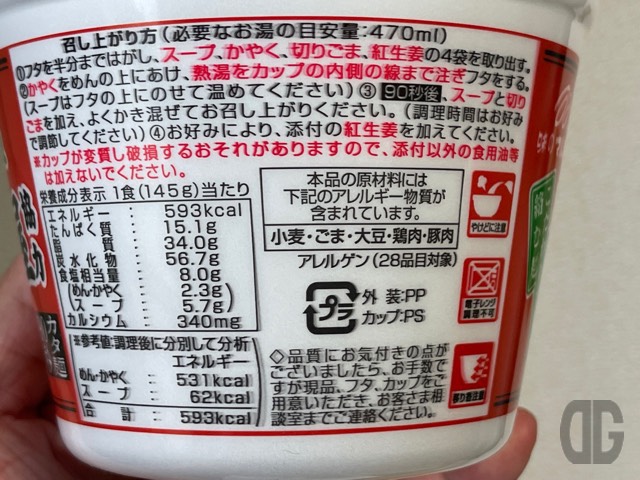 召し上がり方(必要なお湯の目安量:470ml)
①フタを半分まではがし、スープ、かやく、切りごま、紅生姜の4袋を取り出す。
②かやくをめんの上にあけ、熱湯をカップの内側の線まで注ぎフタをする。
(スープはフタの上にのせて温めてください)③90秒後、スープと切り
ごまを加え、よくかき混ぜてお召し上がりください。(調理時間はお好み
で調節してください)④お好みにより、添付の紅生姜を加えてください。
※カップが変質し破損するおそれがありますので、添付以外の食用油等
は加えないでください。
栄養成分表示 1食(145g)当たり
エネルギー : 593kcal
たんぱく質 : 15.1g
脂質 : 34.0g
炭水化物 : 56.7g
食塩相当量 : 8.0g
(めん・かやく : 2.3g)
(スープ : 5.7g)
カルシウム : 340mg
※参考値:調理後に分別して分析
エネルギー
めん・かやく : 531kcal
スープ : 62kcal
合計 : 593kcal
本品の原材料には
下記のアレルギー物質が
含まれています。
小麦・ごま・大豆・鶏肉・豚肉
アレルゲン(28品目対象)
プラ
外装:PP
カップ:PS
◇品質にお気付きの点が
ございましたら、お手数で
すが現品、フタ、カップをご
用意いただき、お客さま相
談室までご連絡ください。
やけどに注意
電子レンジ
調理不可
移り香注意
協力
カタ麺
DG